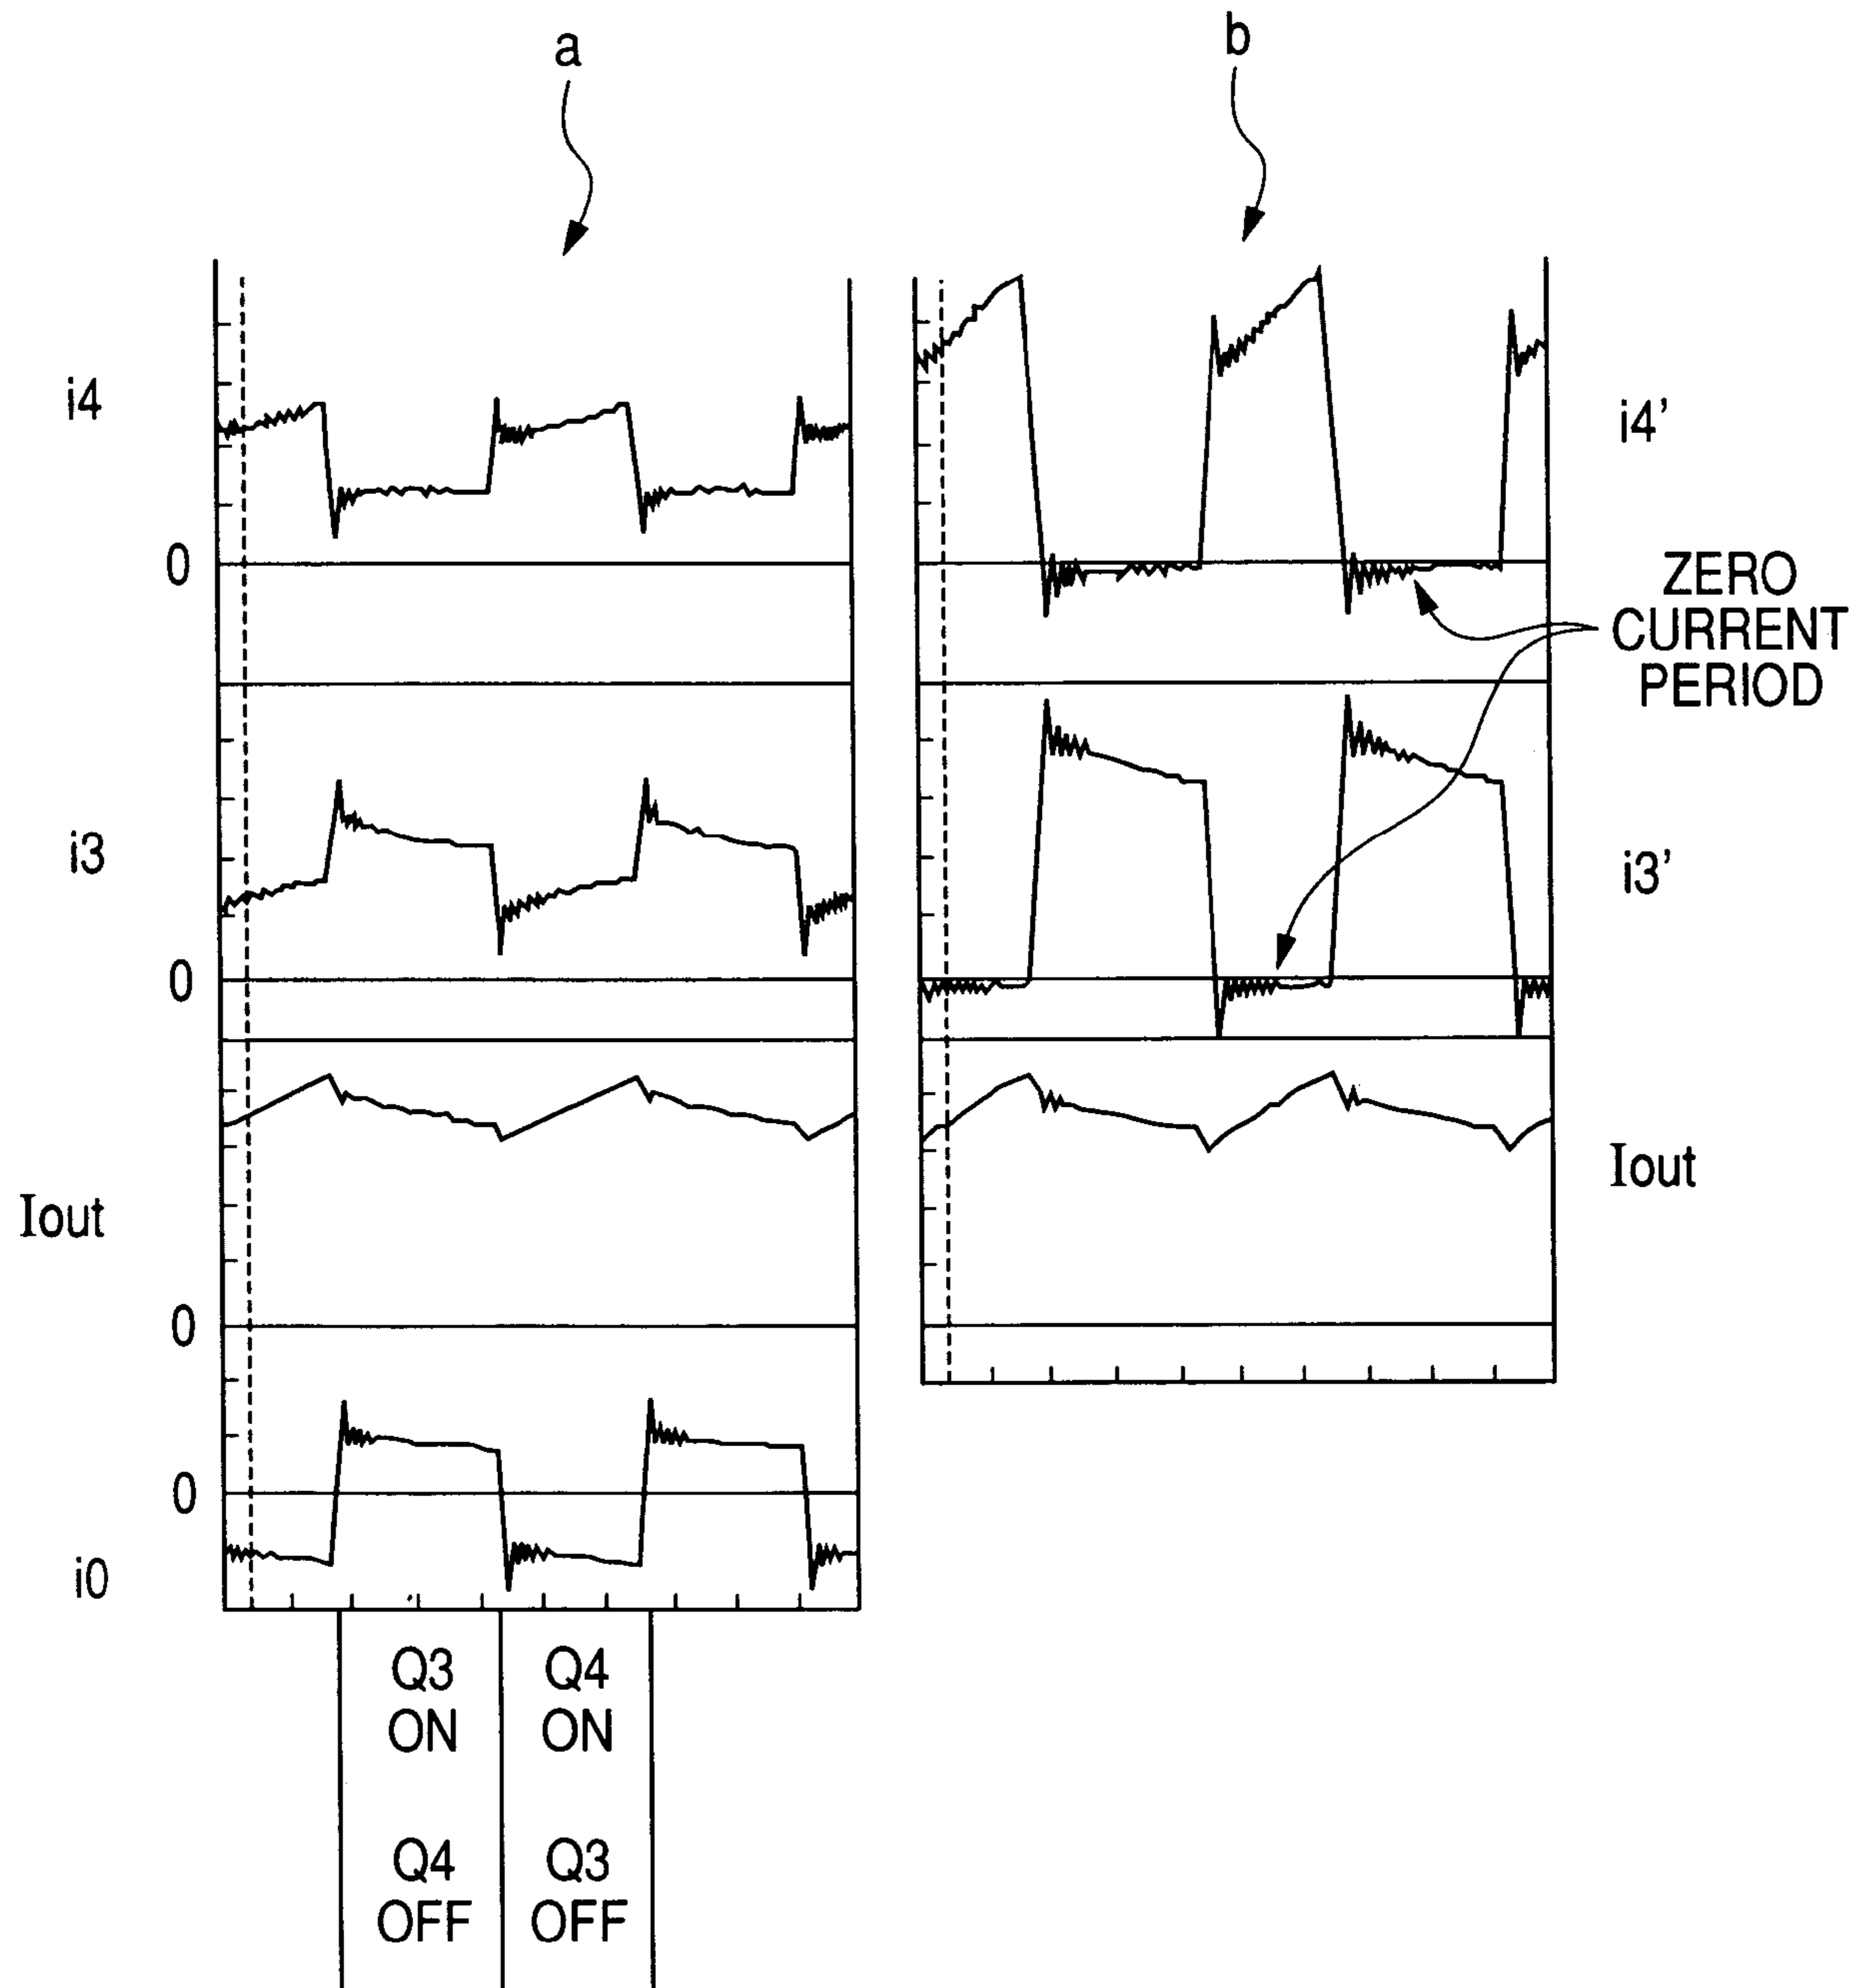 a
b
i4
i4'
0
ZERO
CURRENT
PERIOD
i3
i3'
0
Iout
Iout
0
0
i0
Q3
ON
Q4
ON
Q4
OFF
Q3
OFF